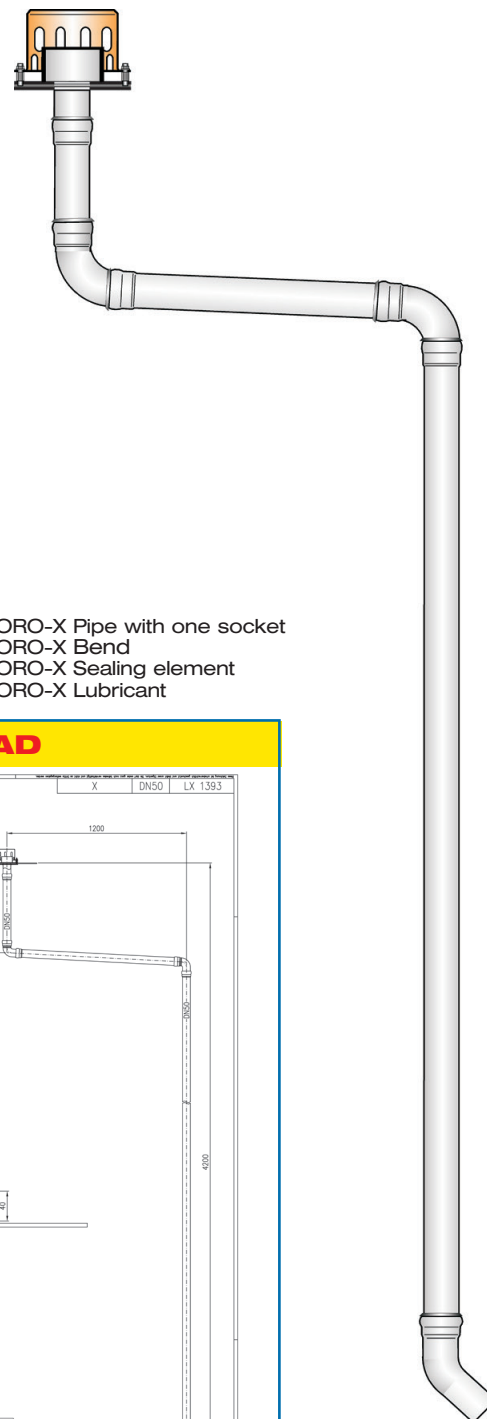 ORO-X Pipe with one socket
ORO-X Bend
ORO-X Sealing element
ORO-X Lubricant
AD
X DN50 LX 1393
1200
DN50
DN50
4200
40